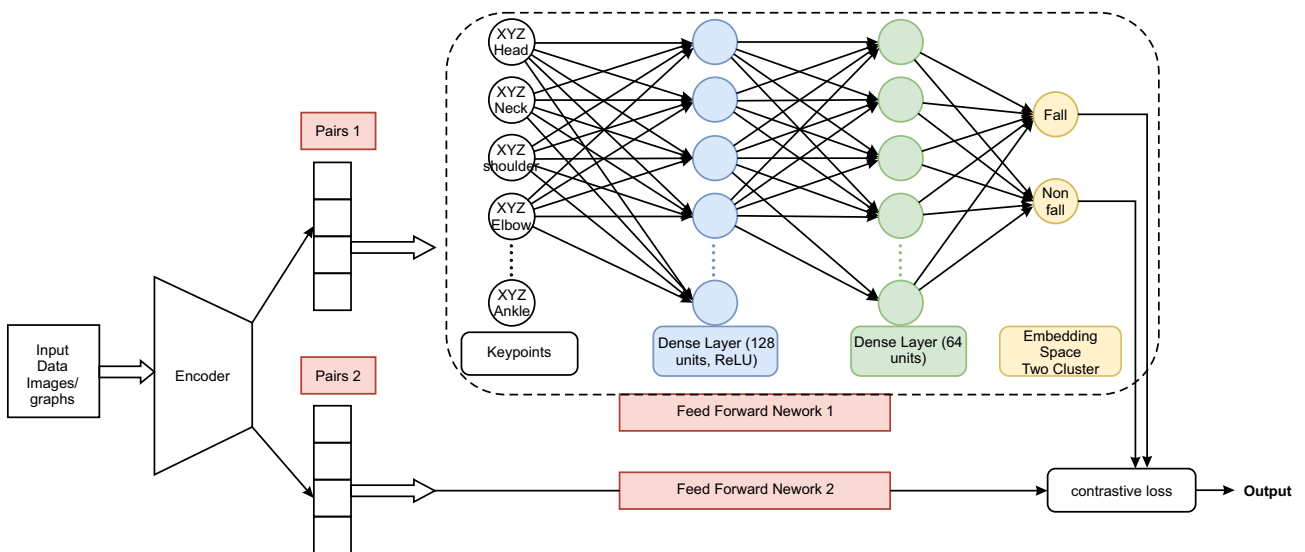 XYZ
Head
XYZ
Neck
XYZ
shoulder
XYZ
Elbow
XYZ
Ankle
Keypoints
Dense Layer (128
units, ReLU)
Dense Layer (64
units)
Fall
Non
fall
Embedding
Space
Two Cluster
Pairs 1
Input
Data
Images/
graphs
Encoder
Pairs 2
Feed Forward Nework 1
Feed Forward Nework 2
contrastive loss
Output